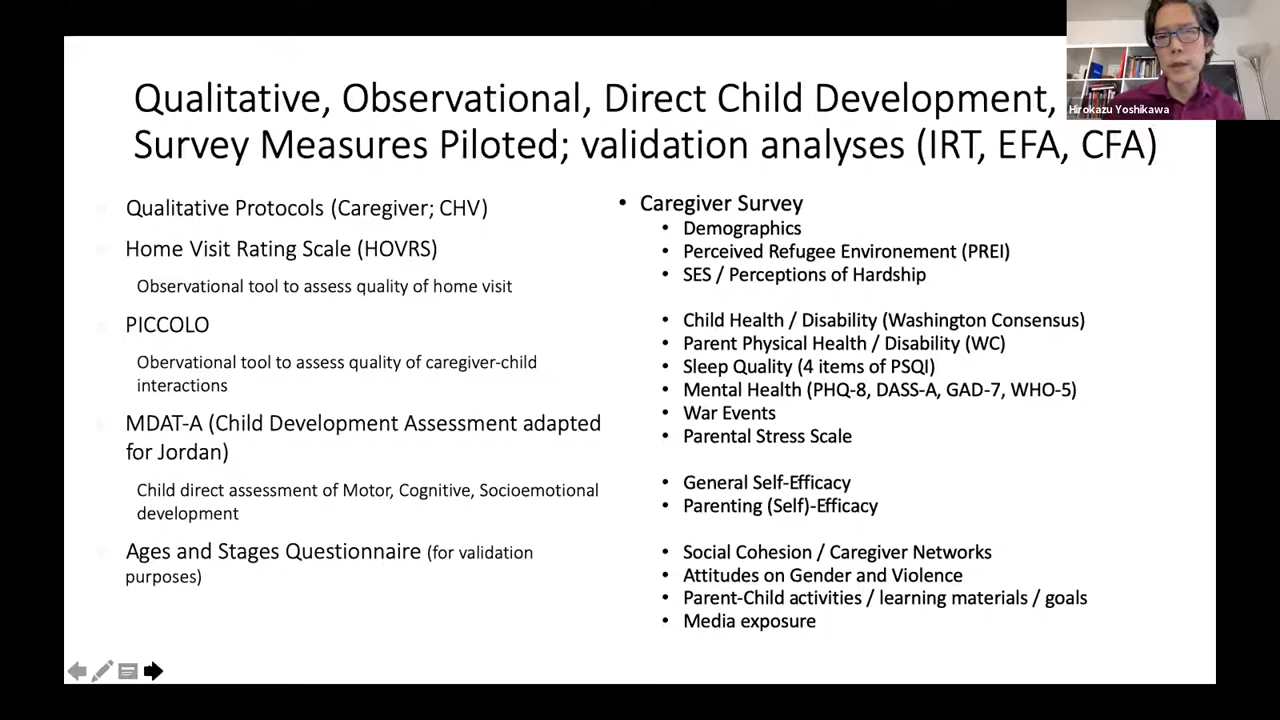 Qualitative, Observational, Direct Child Development,
Survey Measures Piloted; validation analyses (IRT, EFA, CFA)
Hirokazu Yoshikawa
Qualitative Protocols (Caregiver; CHV)
Home Visit Rating Scale (HOVRS)
Observational tool to assess quality of home visit
PICCOLO
Obervational tool to assess quality of caregiver-child
interactions
MDAT-A (Child Development Assessment adapted
for Jordan)
Child direct assessment of Motor, Cognitive, Socioemotional
development
Ages and Stages Questionnaire (for validation
purposes)
• Caregiver Survey
• Demographics
• Perceived Refugee Environement (PREI)
• SES / Perceptions of Hardship
• Child Health / Disability (Washington Consensus)
• Parent Physical Health / Disability (WC)
• Sleep Quality (4 items of PSQI)
• Mental Health (PHQ-8, DASS-A, GAD-7, WHO-5)
• War Events
• Parental Stress Scale
• General Self-Efficacy
• Parenting (Self)-Efficacy
• Social Cohesion / Caregiver Networks
• Attitudes on Gender and Violence
• Parent-Child activities / learning materials / goals
• Media exposure